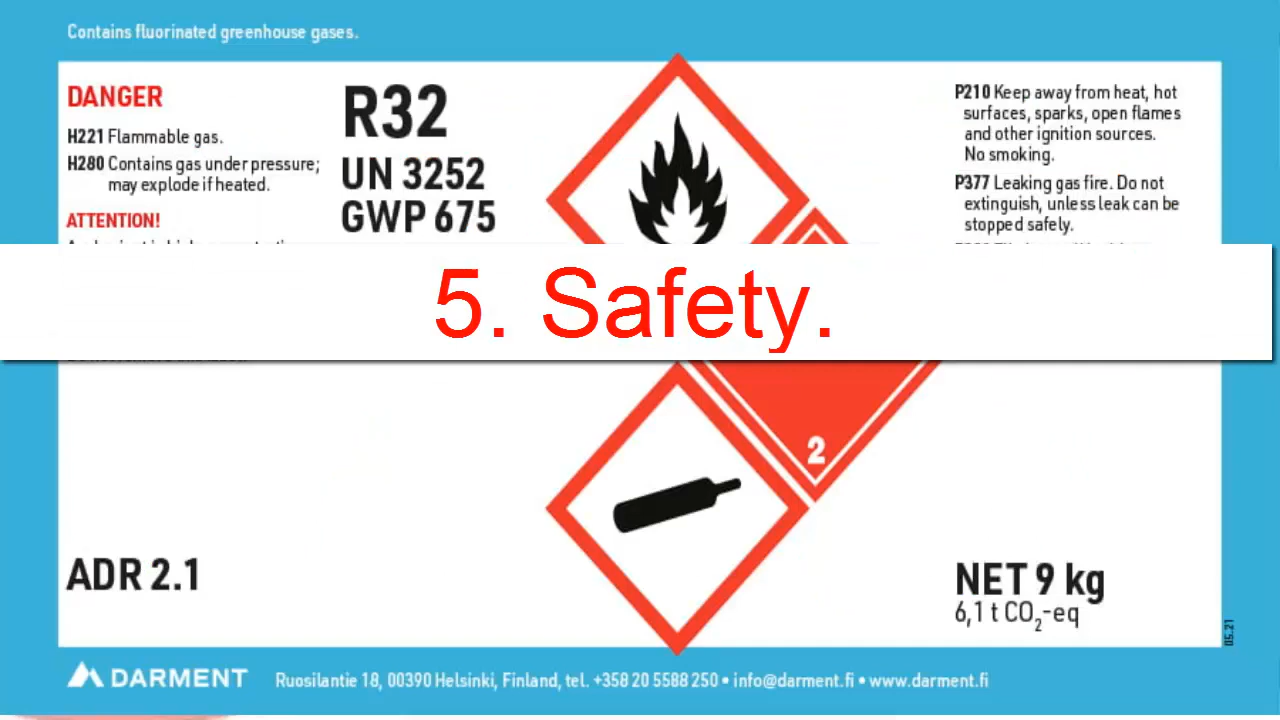 Contains fluorinated greenhouse gases.
DANGER
H221 Flammable gas.
H280 Contains gas under pressure;
may explode if heated.
ATTENTION!
R32
UN 3252
GWP 675
P210 Keep away from heat, hot
surfaces, sparks, open flames
and other ignition sources.
No smoking.
P377 Leaking gas fire. Do not
extinguish, unless leak can be
stopped safely.
5. Safety.
2
ADR 2.1
NET 9 kg
6,1 t CO₂-eq
05.21
DARMENT
Ruosilantie 18, 00390 Helsinki, Finland, tel. +358 20 5588 250 • info@darment.fi • www.darment.fi